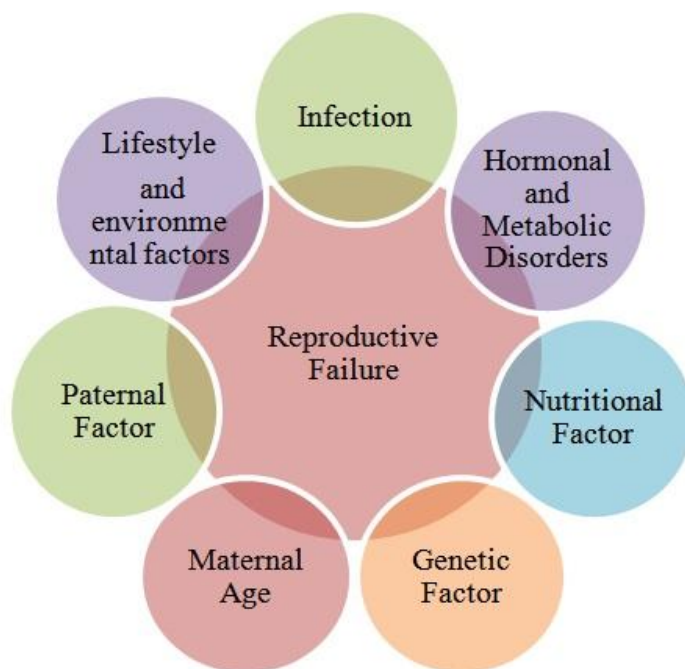 Infection
Lifestyle
and
environme
ntal factors
Hormonal
and
Metabolic
Disorders
Reproductive
Failure
Paternal
Factor
Nutritional
Factor
Maternal
Age
Genetic
Factor